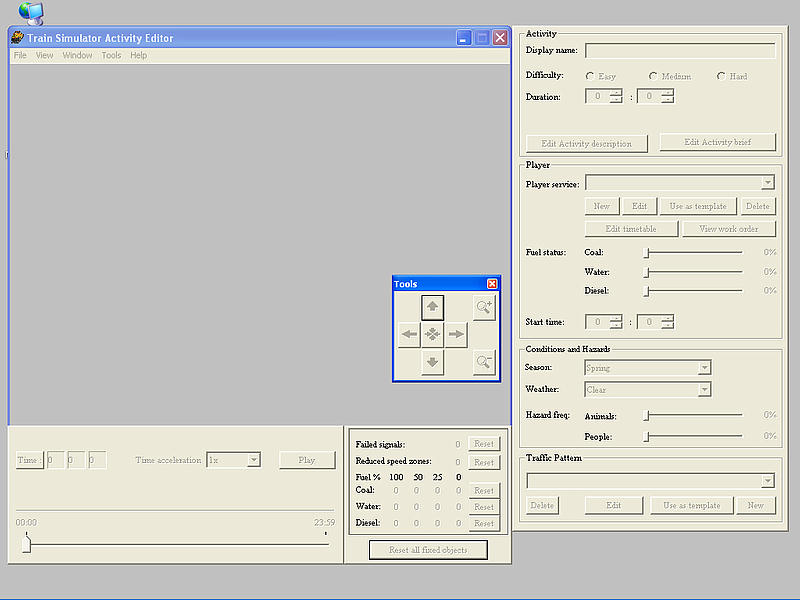 Train Simulator Activity Editor
File View Window Tools Help
Tools
Activity
Display name:
Difficulty: Easy Medium Hard
Duration: 0 : 0
Edit Activity description Edit Activity brief
Player
Player service:
New Edit Use as template Delete
Edit timetable View work order
Fuel status: Coal: 0%
Water: 0%
Diesel: 0%
Start time: 0 : 0
Conditions and Hazards
Season: Spring
Weather: Clear
Hazard freq: Animals: 0%
People: 0%
Traffic Pattern
Delete Edit Use as template New
Time : 0 0 0 Time acceleration 1x Play
00:00 23:59
Failed signals: 0 Reset
Reduced speed zones: 0 Reset
Fuel % 100 50 25 0
Coal: 0 0 0 0 Reset
Water: 0 0 0 0 Reset
Diesel: 0 0 0 0 Reset
Reset all fixed objects